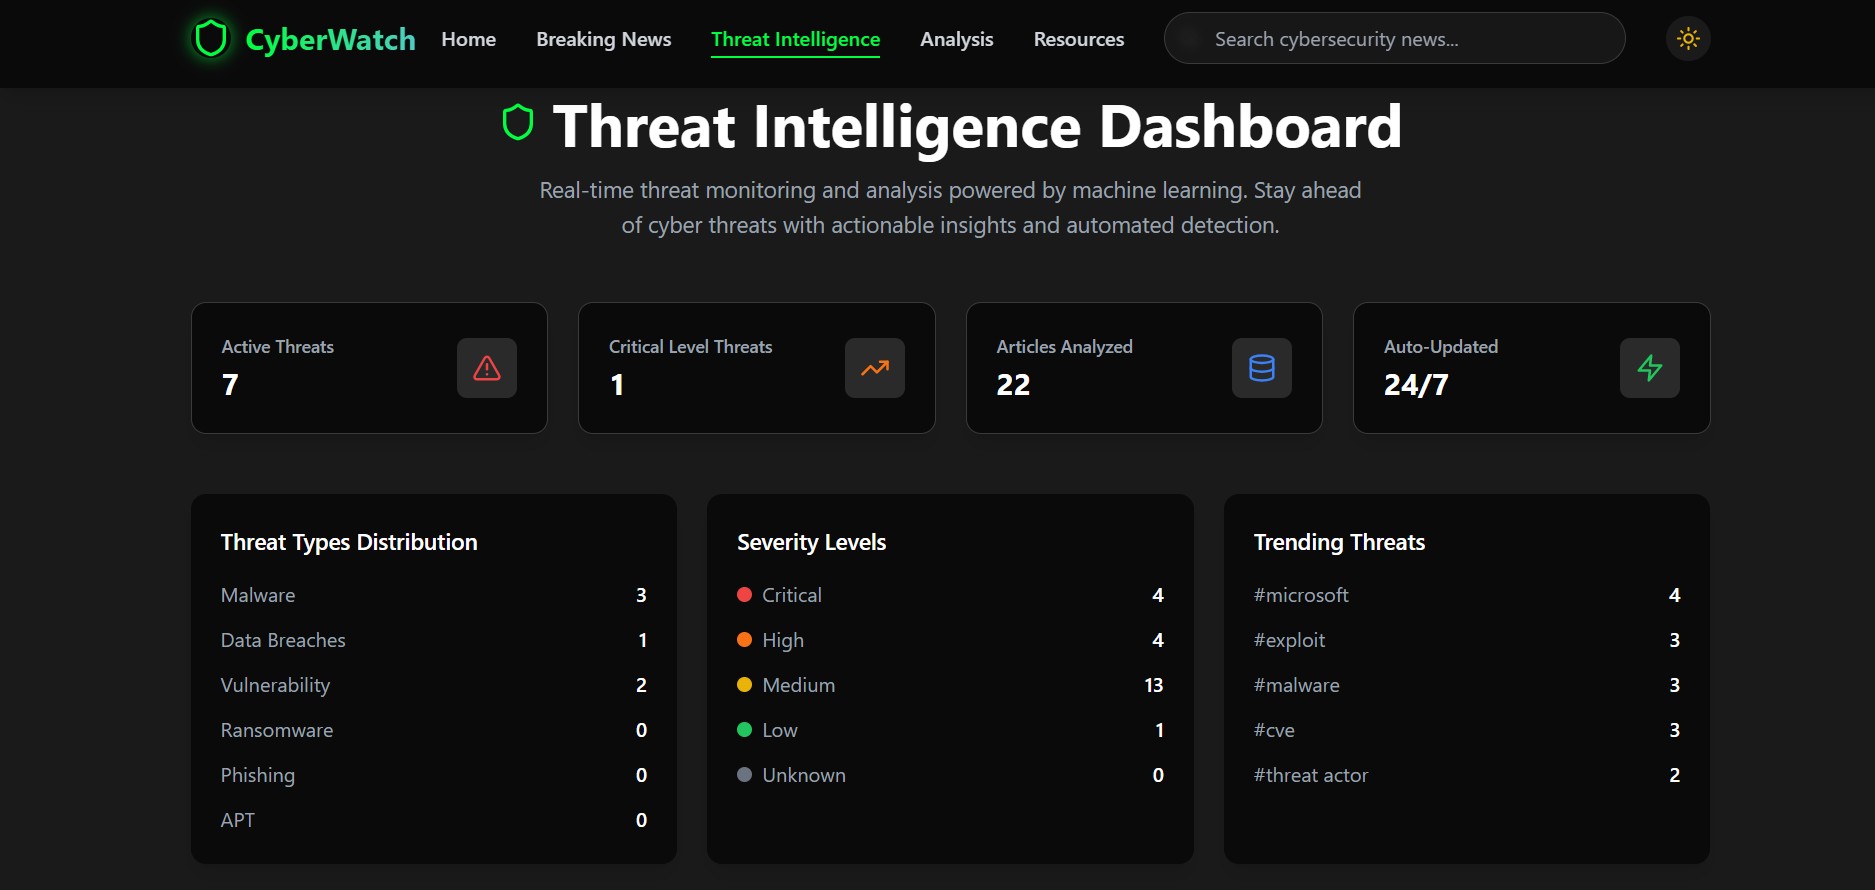 CyberWatch
Home
Breaking News
Threat Intelligence
Analysis
Resources
Search cybersecurity news...
Threat Intelligence Dashboard
Real-time threat monitoring and analysis powered by machine learning. Stay ahead
of cyber threats with actionable insights and automated detection.
Active Threats
7
Critical Level Threats
1
Articles Analyzed
22
Auto-Updated
24/7
Threat Types Distribution
Malware 3
Data Breaches 1
Vulnerability 2
Ransomware 0
Phishing 0
APT 0
Severity Levels
Critical 4
High 4
Medium 13
Low 1
Unknown 0
Trending Threats
#microsoft 4
#exploit 3
#malware 3
#cve 3
#threat actor 2